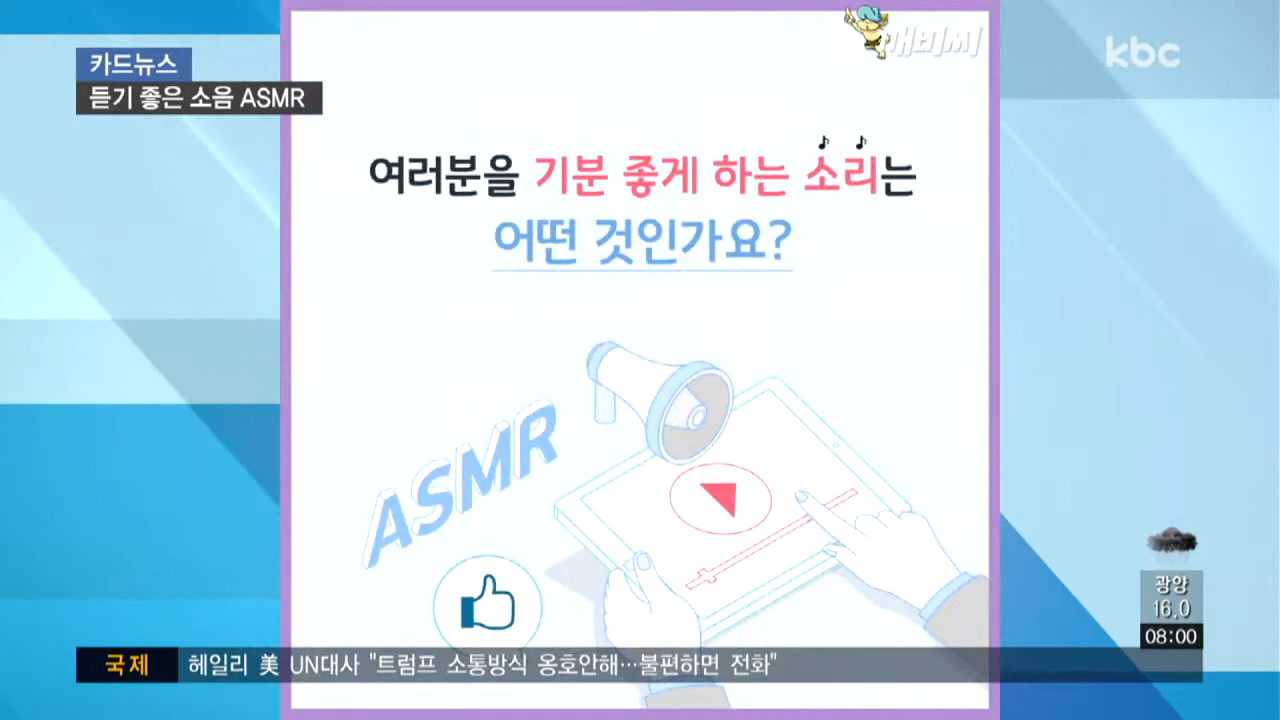 카드뉴스
듣기 좋은 소음 ASMR
깨비씨
kbc
여러분을 기분 좋게 하는 소리는
어떤 것인가요?
ASMR
광양
16.0
08:00
국제 헤일리 美 UN대사 "트럼프 소통방식 옹호안해…불편하면 전화"